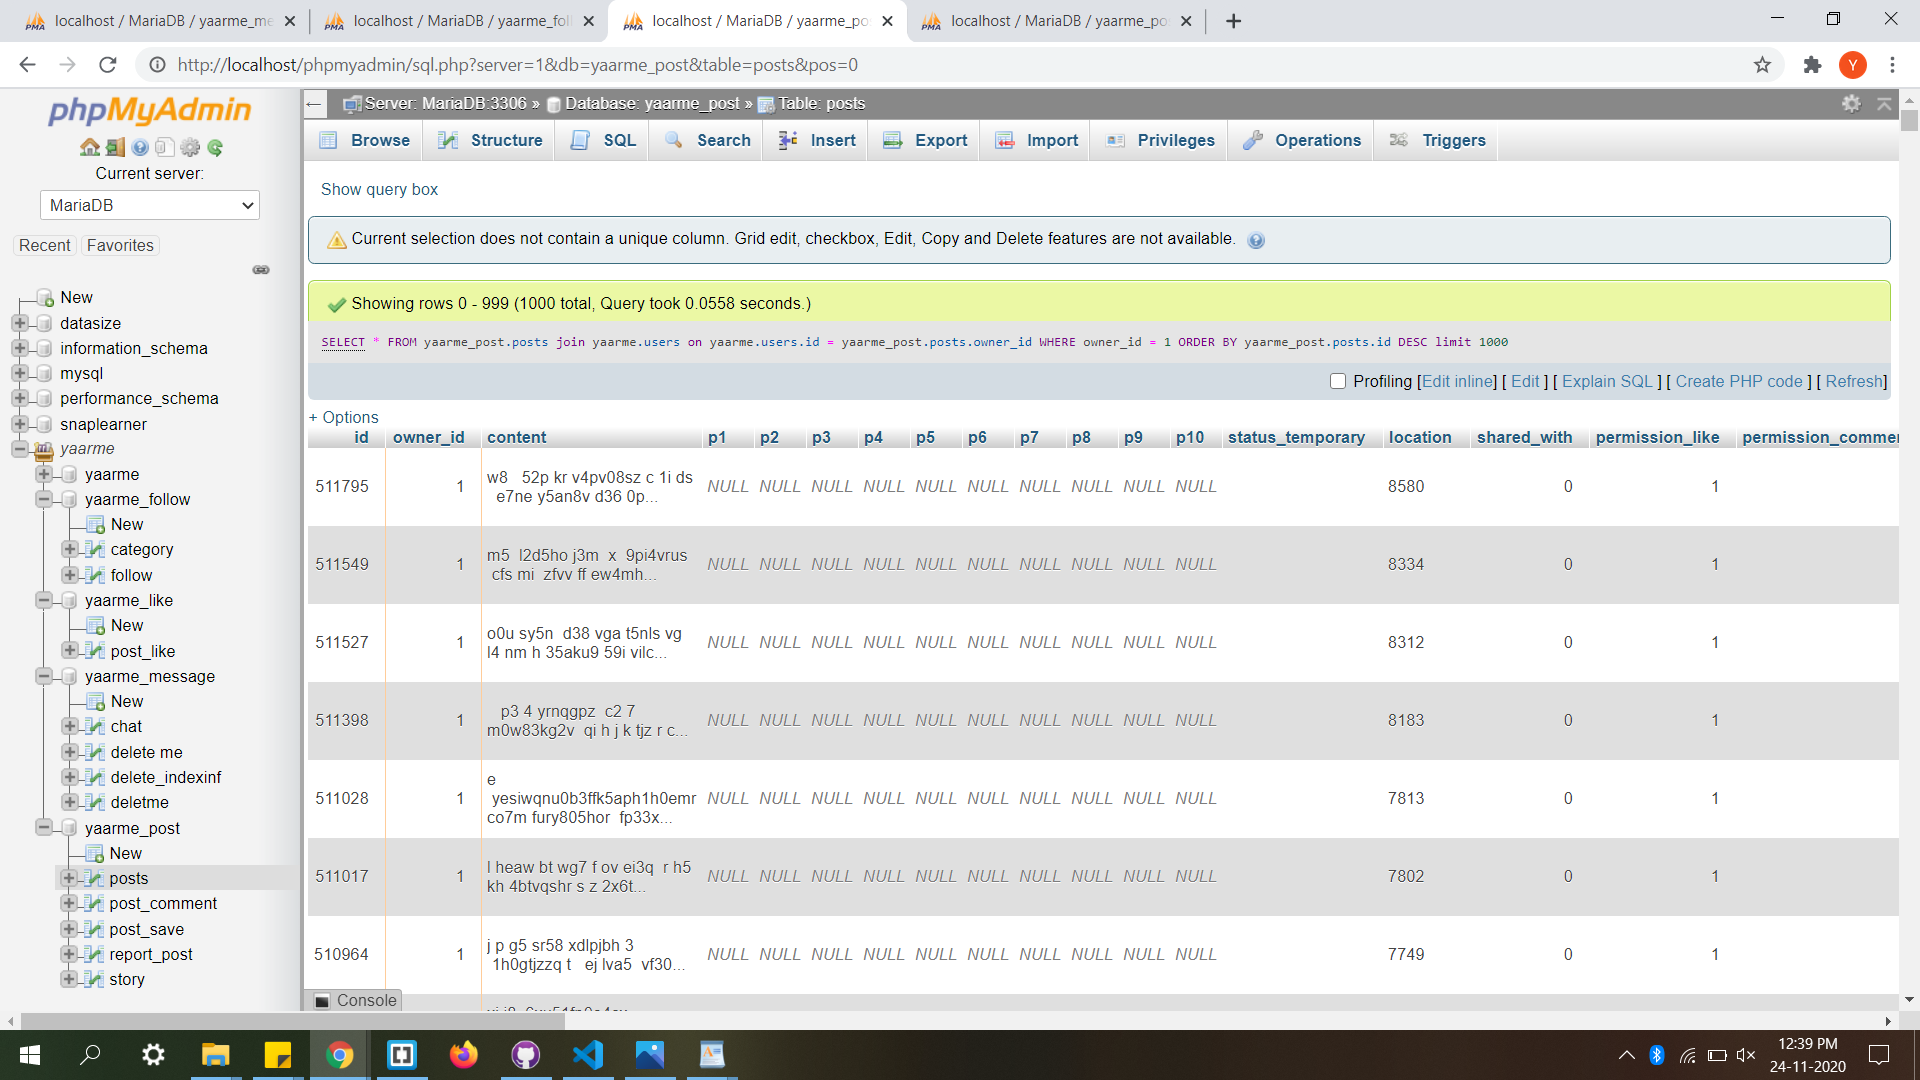 localhost / MariaDB / yaarme_me
localhost / MariaDB / yaarme_foll
localhost / MariaDB / yaarme_po
localhost / MariaDB / yaarme_po
http://localhost/phpmyadmin/sql.php?server=1&db=yaarme_post&table=posts&pos=0
Y
phpMyAdmin
Current server:
MariaDB
Recent Favorites
New
datasize
information_schema
mysql
performance_schema
snaplearner
yaarme
yaarme
yaarme_follow
New
category
follow
yaarme_like
New
post_like
yaarme_message
New
chat
delete me
delete_indexinf
deletme
yaarme_post
New
posts
post_comment
post_save
report_post
story
Server: MariaDB:3306 » Database: yaarme_post » Table: posts
Browse Structure SQL Search Insert Export Import Privileges Operations Triggers
Show query box
Current selection does not contain a unique column. Grid edit, checkbox, Edit, Copy and Delete features are not available.
Showing rows 0 - 999 (1000 total, Query took 0.0558 seconds.)
SELECT * FROM yaarme_post.posts join yaarme.users on yaarme.users.id = yaarme_post.posts.owner_id WHERE owner_id = 1 ORDER BY yaarme_post.posts.id DESC limit 1000
Profiling [Edit inline] [ Edit ] [ Explain SQL ] [ Create PHP code ] [ Refresh]
+ Options
id owner_id content p1 p2 p3 p4 p5 p6 p7 p8 p9 p10 status_temporary location shared_with permission_like permission_commen
511795 1 w8 52p kr v4pv08sz c 1i ds
e7ne y5an8v d36 0p... NULL NULL NULL NULL NULL NULL NULL NULL NULL NULL 8580 0 1
511549 1 m5 l2d5ho j3m x 9pi4vrus
cfs mi zfvv ff ew4mh... NULL NULL NULL NULL NULL NULL NULL NULL NULL NULL 8334 0 1
511527 1 o0u sy5n d38 vga t5nls vg
l4 nm h 35aku9 59i vilc... NULL NULL NULL NULL NULL NULL NULL NULL NULL NULL 8312 0 1
511398 1 p3 4 yrnqgpz c2 7
m0w83kg2v qi h j k tjz r c... NULL NULL NULL NULL NULL NULL NULL NULL NULL NULL 8183 0 1
511028 1 e
yesiwqnu0b3ffk5aph1h0emr
co7m fury805hor fp33x... NULL NULL NULL NULL NULL NULL NULL NULL NULL NULL 7813 0 1
511017 1 l heaw bt wg7 f ov ei3q r h5
kh 4btvqshr s z 2x6t... NULL NULL NULL NULL NULL NULL NULL NULL NULL NULL 7802 0 1
510964 1 j p g5 sr58 xdlpjbh 3
1h0gtjzzq t ej lva5 vf30... NULL NULL NULL NULL NULL NULL NULL NULL NULL NULL 7749 0 1
Console
12:39 PM
24-11-2020